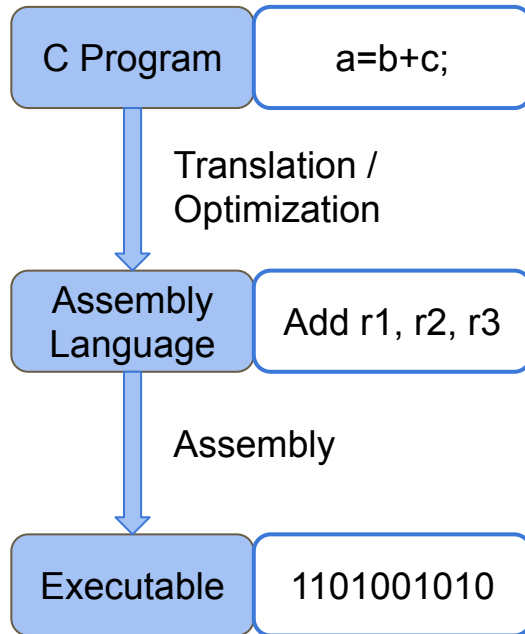 C Program
a=b+c;
Translation /
Optimization
Assembly
Language
Add r1, r2, r3
Assembly
Executable
1101001010